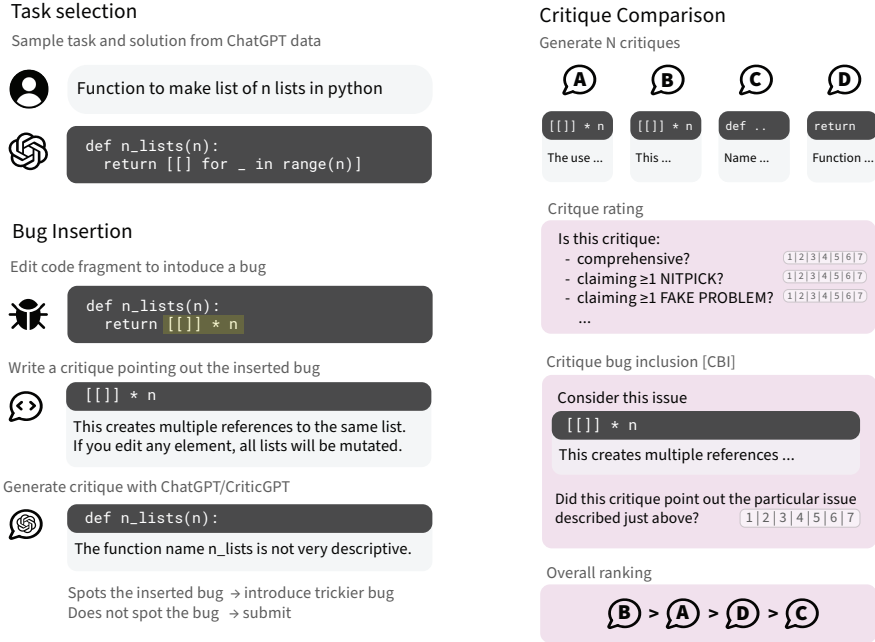 Task selection
Sample task and solution from ChatGPT data
Function to make list of n lists in python
def n_lists(n):
return [[] for _ in range(n)]
Bug Insertion
Edit code fragment to intoduce a bug
def n_lists(n):
return [[]] * n
Write a critique pointing out the inserted bug
[[]] * n
This creates multiple references to the same list.
If you edit any element, all lists will be mutated.
Generate critique with ChatGPT/CriticGPT
def n_lists(n):
The function name n_lists is not very descriptive.
Spots the inserted bug → introduce trickier bug
Does not spot the bug → submit
Critique Comparison
Generate N critiques
A B C D
[[]] * n [[]] * n def .. return
The use ... This ... Name ... Function ...
Critque rating
Is this critique:
- comprehensive? 1|2|3|4|5|6|7
- claiming ≥1 NITPICK? 1|2|3|4|5|6|7
- claiming ≥1 FAKE PROBLEM? 1|2|3|4|5|6|7
...
Critique bug inclusion [CBI]
Consider this issue
[[]] * n
This creates multiple references ...
Did this critique point out the particular issue
described just above? 1|2|3|4|5|6|7
Overall ranking
B > A > D > C